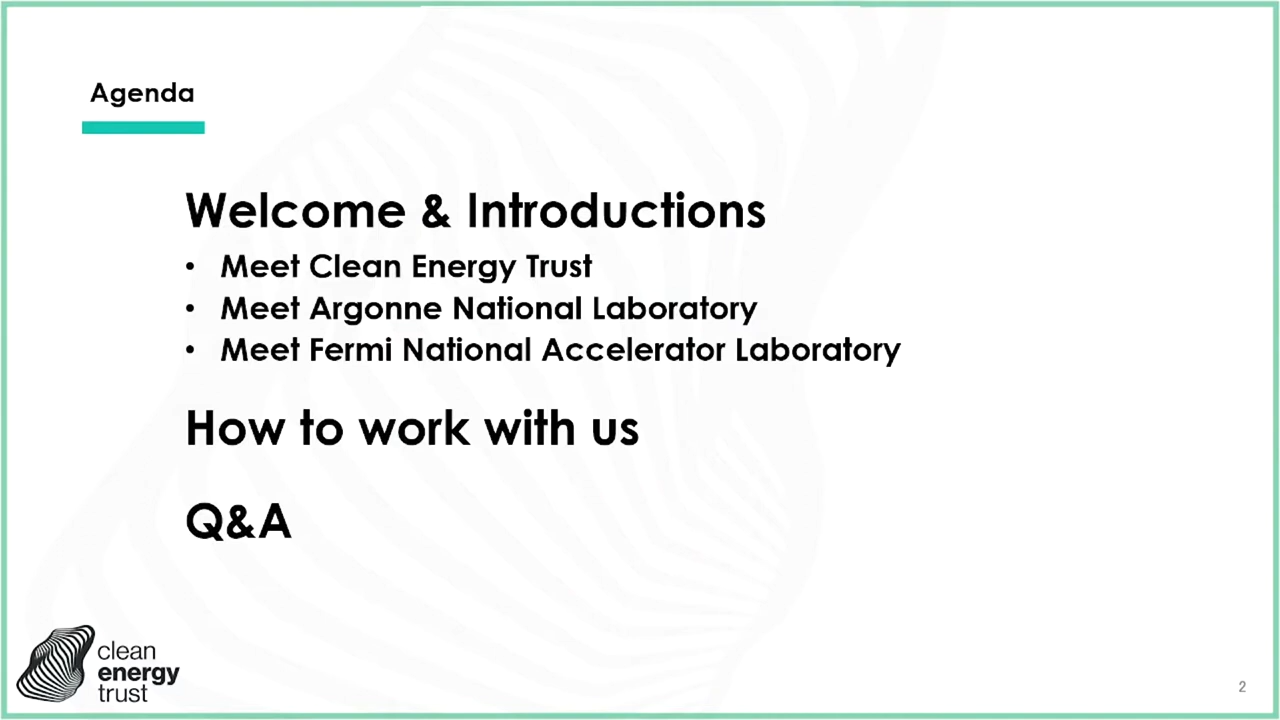 Agenda
Welcome & Introductions
• Meet Clean Energy Trust
• Meet Argonne National Laboratory
• Meet Fermi National Accelerator Laboratory
How to work with us
Q&A
clean
energy
trust
2